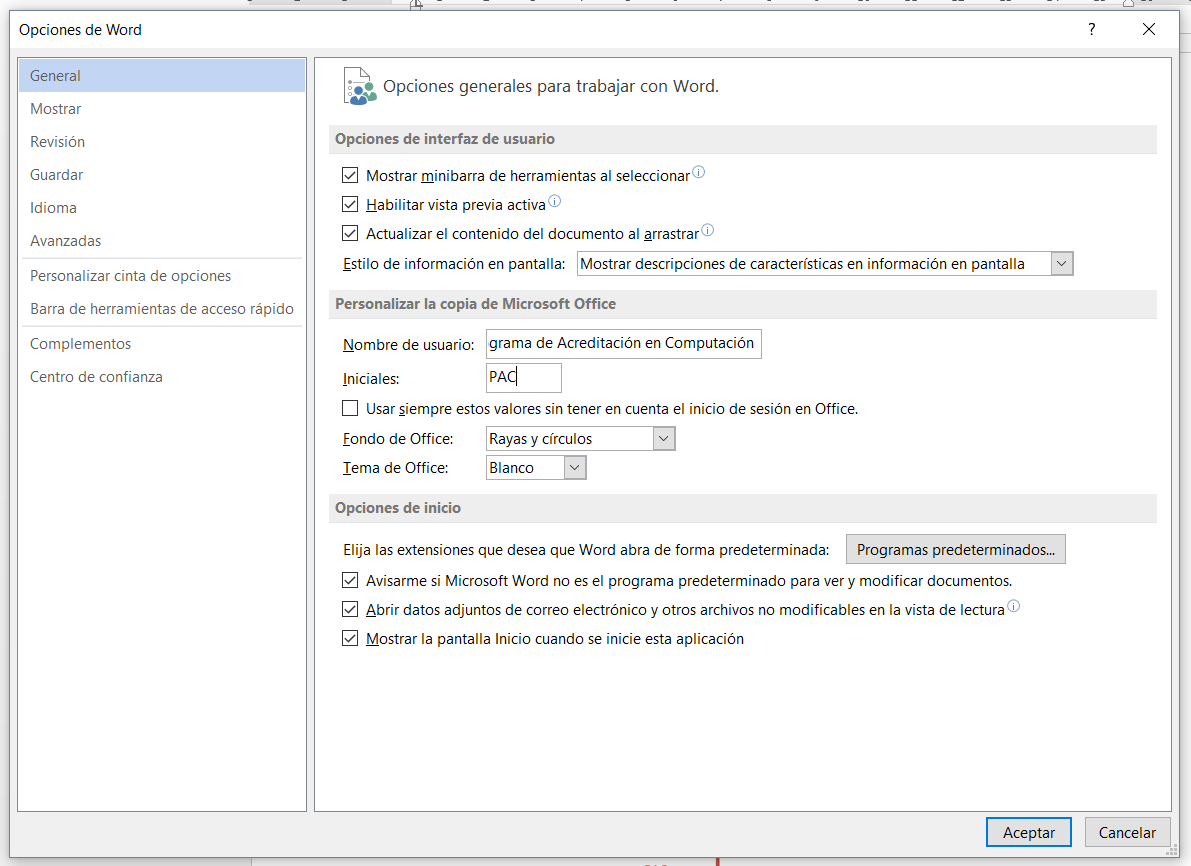 Opciones de Word
?
General
Mostrar
Revisión
Guardar
Idioma
Avanzadas
Personalizar cinta de opciones
Barra de herramientas de acceso rápido
Complementos
Centro de confianza
Opciones generales para trabajar con Word.
Opciones de interfaz de usuario
Mostrar minibarra de herramientas al seleccionar
Habilitar vista previa activa
Actualizar el contenido del documento al arrastrar
Estilo de información en pantalla: Mostrar descripciones de características en información en pantalla
Personalizar la copia de Microsoft Office
Nombre de usuario: grama de Acreditación en Computación
Iniciales: PAC
Usar siempre estos valores sin tener en cuenta el inicio de sesión en Office.
Fondo de Office: Rayas y círculos
Tema de Office: Blanco
Opciones de inicio
Elija las extensiones que desea que Word abra de forma predeterminada: Programas predeterminados...
Avisarme si Microsoft Word no es el programa predeterminado para ver y modificar documentos.
Abrir datos adjuntos de correo electrónico y otros archivos no modificables en la vista de lectura
Mostrar la pantalla Inicio cuando se inicie esta aplicación
Aceptar Cancelar